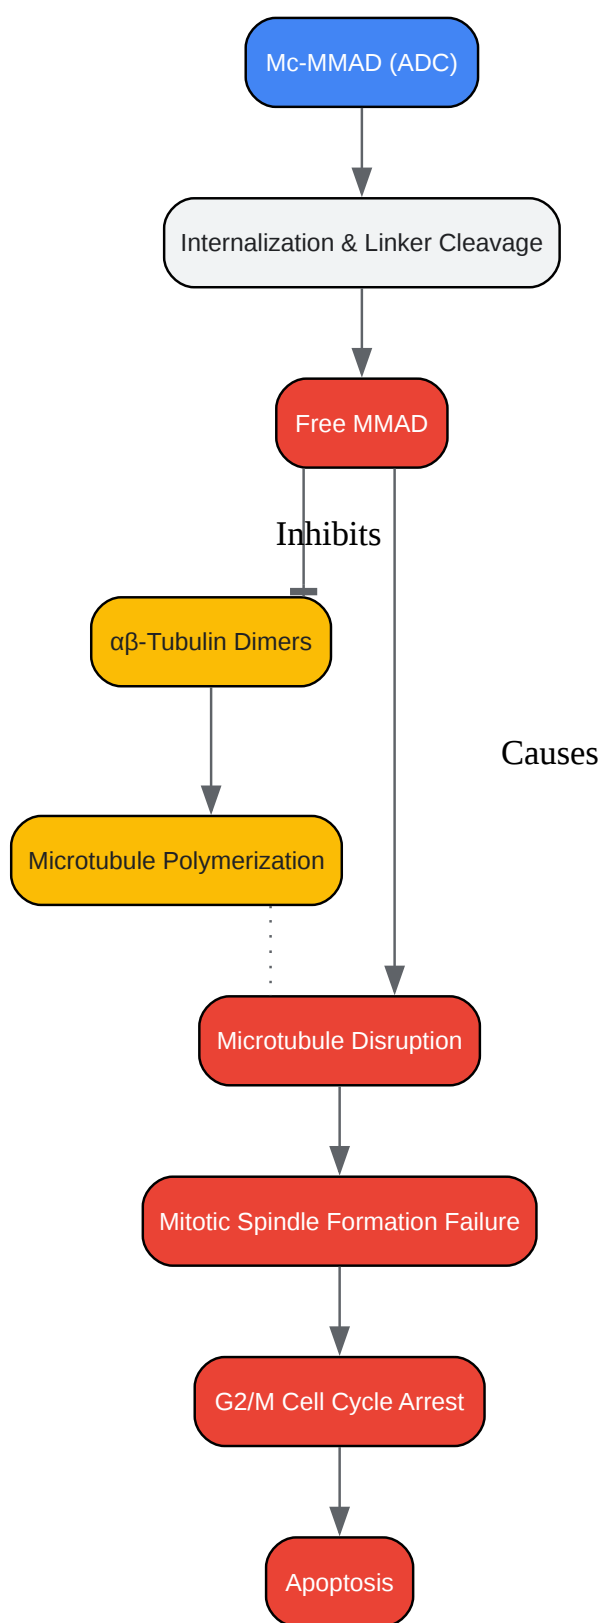 Mc-MMAD (ADC)
Internalization & Linker Cleavage
Free MMAD
Inhibits
αβ-Tubulin Dimers
Causes
Microtubule Polymerization
Microtubule Disruption
Mitotic Spindle Formation Failure
G2/M Cell Cycle Arrest
Apoptosis